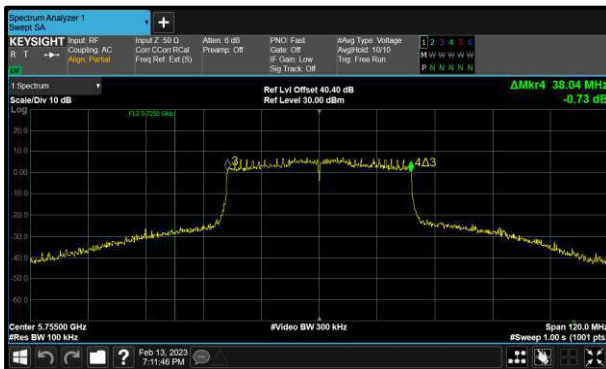 Spectrum Analyzer 1
Swept SA
KEYSIGHT
R T
Input: RF
Coupling: AC
Align: Partial
Input Z: 50 Ω
Corr CCorr RCal
Freq Ref: Ext (S)
Atten: 6 dB
Preamp: Off
PNO: Fast
Gate: Off
IF Gain: Low
Sig Track: Off
#Avg Type: Voltage
Avg|Hold: 10/10
Trig: Free Run
1 2 3 4 5 6
M W W W W W
P N N N N N
1 Spectrum
Scale/Div 10 dB
Log
Ref Lvl Offset 40.40 dB
Ref Level 30.00 dBm
ΔMkr4 38.04 MHz
-0.73 dB
FL2 5.7250 GHz
20.0
10.0
0.00
-10.0
-20.0
-30.0
-40.0
-50.0
-60.0
3
4Δ3
Center 5.75500 GHz
#Res BW 100 kHz
#Video BW 300 kHz
Span 120.0 MHz
#Sweep 1.00 s (1001 pts)
?
Feb 13, 2023
7:11:46 PM